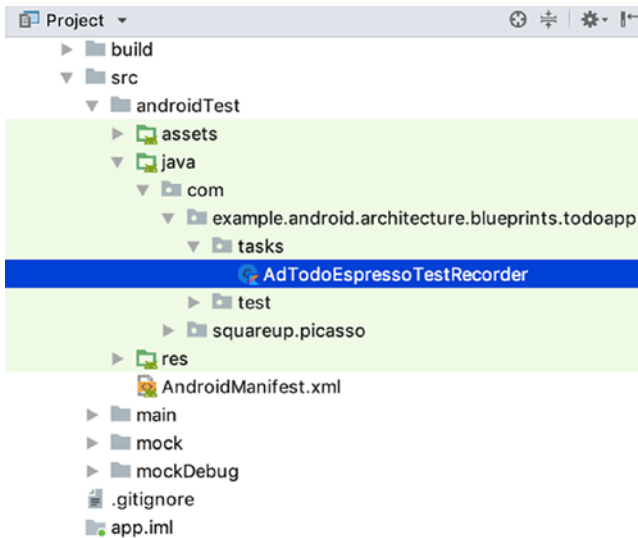 Project
build
src
androidTest
assets
java
com
example.android.architecture.blueprints.todoapp
tasks
AdTodoEspressoTestRecorder
test
squareup.picasso
res
AndroidManifest.xml
main
mock
mockDebug
.gitignore
app.iml